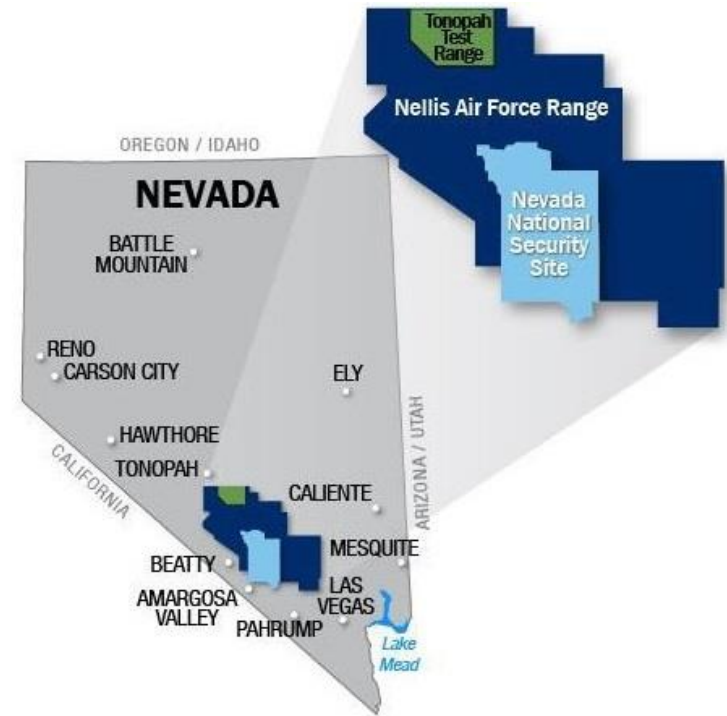 Tonopah
Test
Range
Nellis Air Force Range
Nevada
National
Security
Site
OREGON / IDAHO
NEVADA
BATTLE
MOUNTAIN
RENO
CARSON CITY
ELY
HAWTHORE
TONOPAH
CALIFORNIA
CALIENTE
ARIZONA / UTAH
MESQUITE
BEATTY
AMARGOSA
VALLEY
PAHRUMP
LAS
VEGAS
Lake
Mead